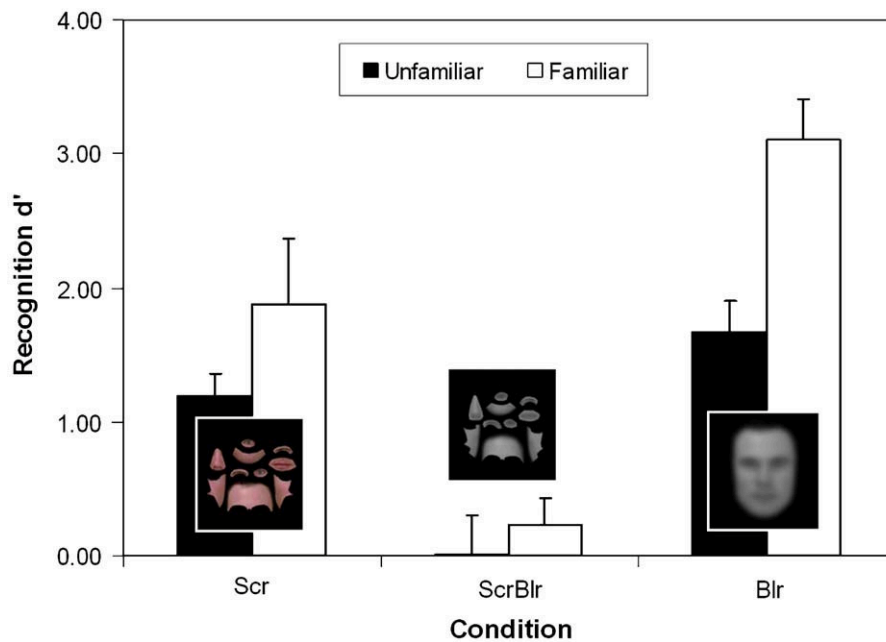 4.00
3.00
2.00
1.00
0.00
Recognition d'
Unfamiliar Familiar
Scr ScrBlr Blr
Condition